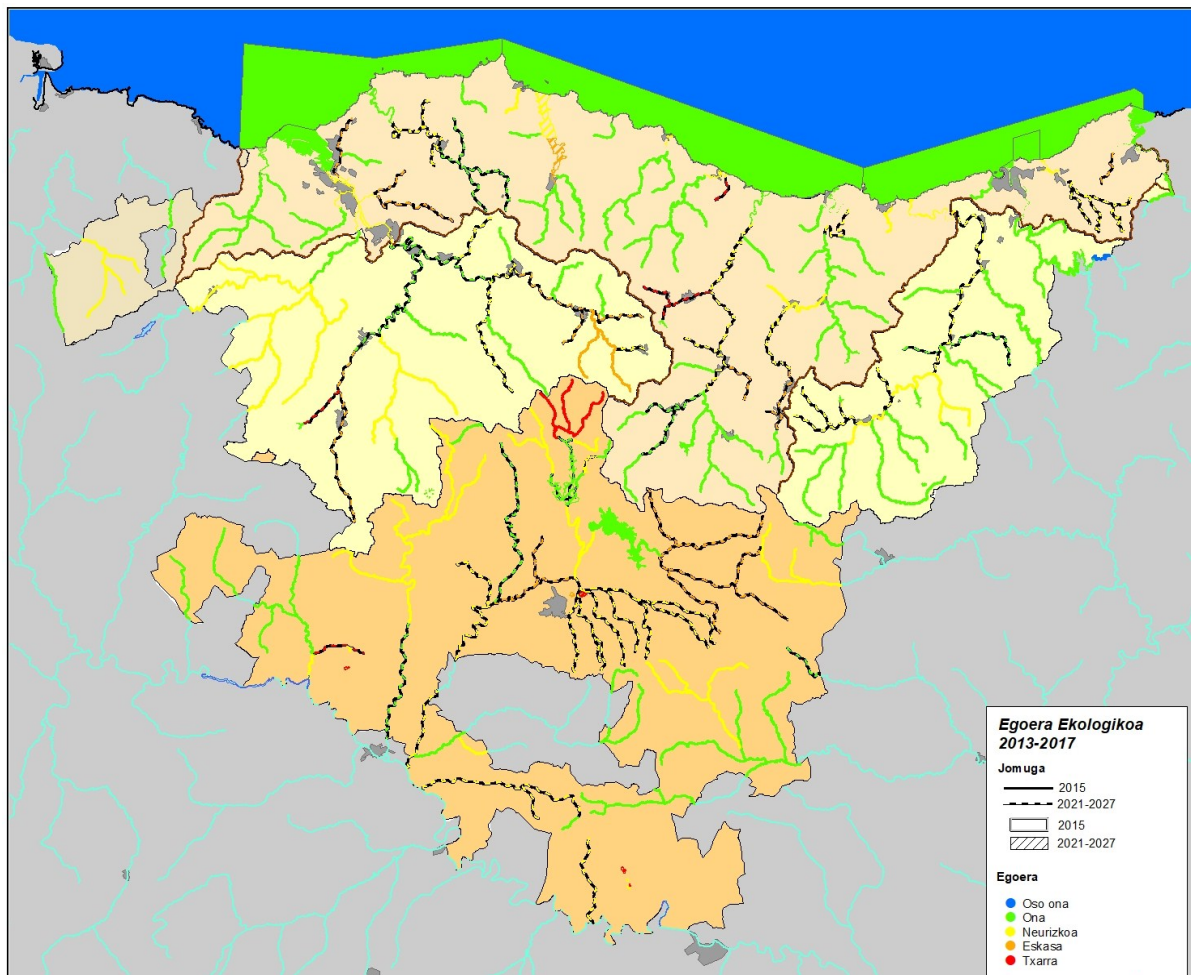 Egoera Ekologikoa
2013-2017
Jomuga
2015
2021-2027
2015
2021-2027
Egoera
Oso ona
Ona
Neurizkoa
Eskasa
Txarra